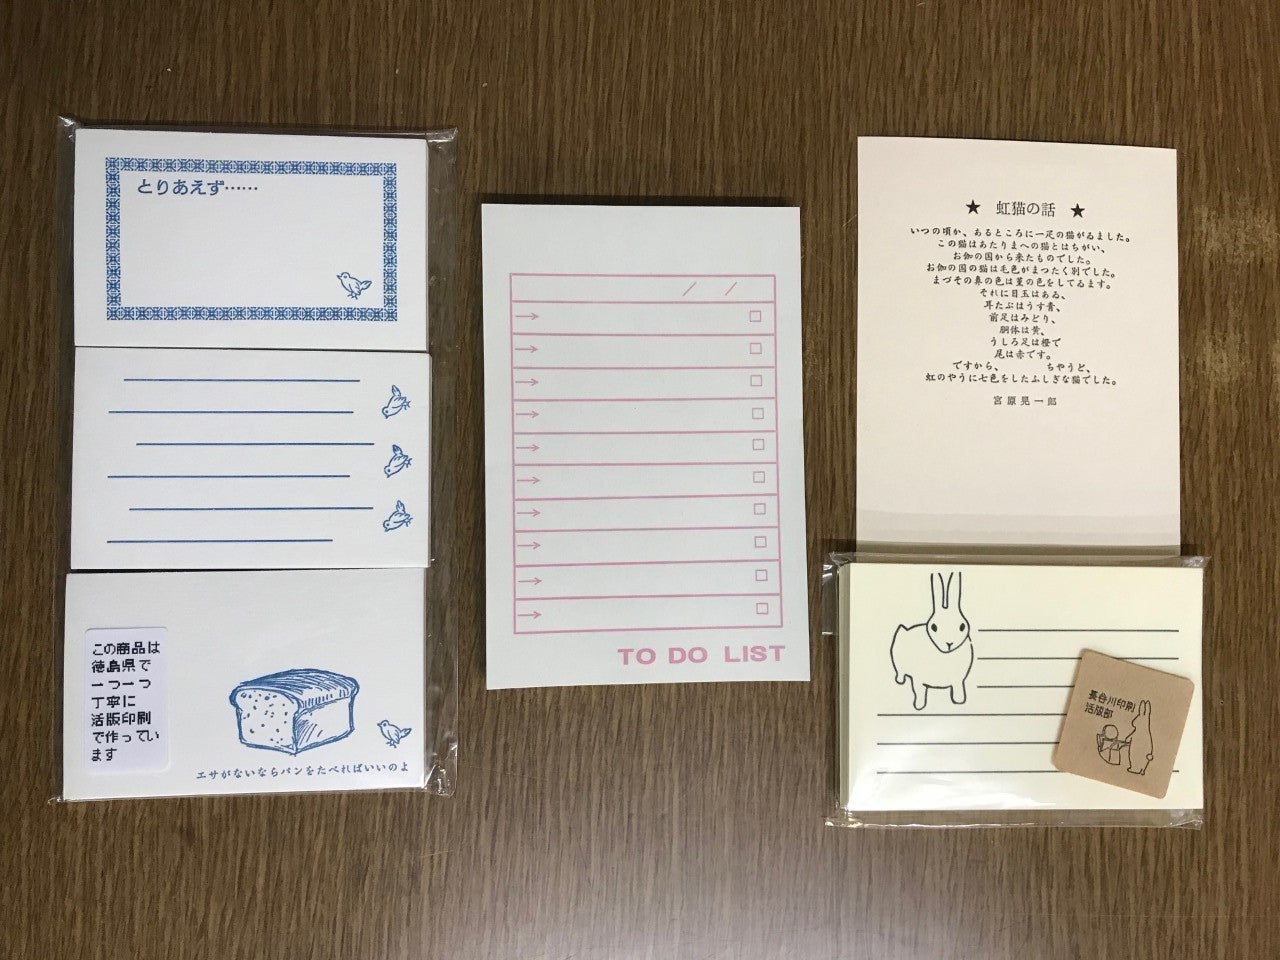 とりあえず……
この商品は
徳島県で
一つ一つ
丁寧に
活版印刷
で作ってい
ます
エサがないならパンをたべればいいのよ
／ ／
→ □
→ □
→ □
→ □
→ □
→ □
→ □
→ □
→ □
→ □
TO DO LIST
★ 虹猫の話 ★
いつの頃か、あるところに一疋の猫がゐました。
この猫はあたりまへの猫とはちがい、
お伽の国から来たものでした。
お伽の国の猫は毛色がまつたく別でした。
まづその鼻の色は菫の色をしてゐます。
それに目玉はあゐ、
耳たぶはうす青、
前足はみどり、
胴体は黄、
うしろ足は橙で
尾は赤です。
ですから、 ちやうど、
虹のやうに七色をしたふしぎな猫でした。
宮原晃一郎
長谷川印刷
活版部